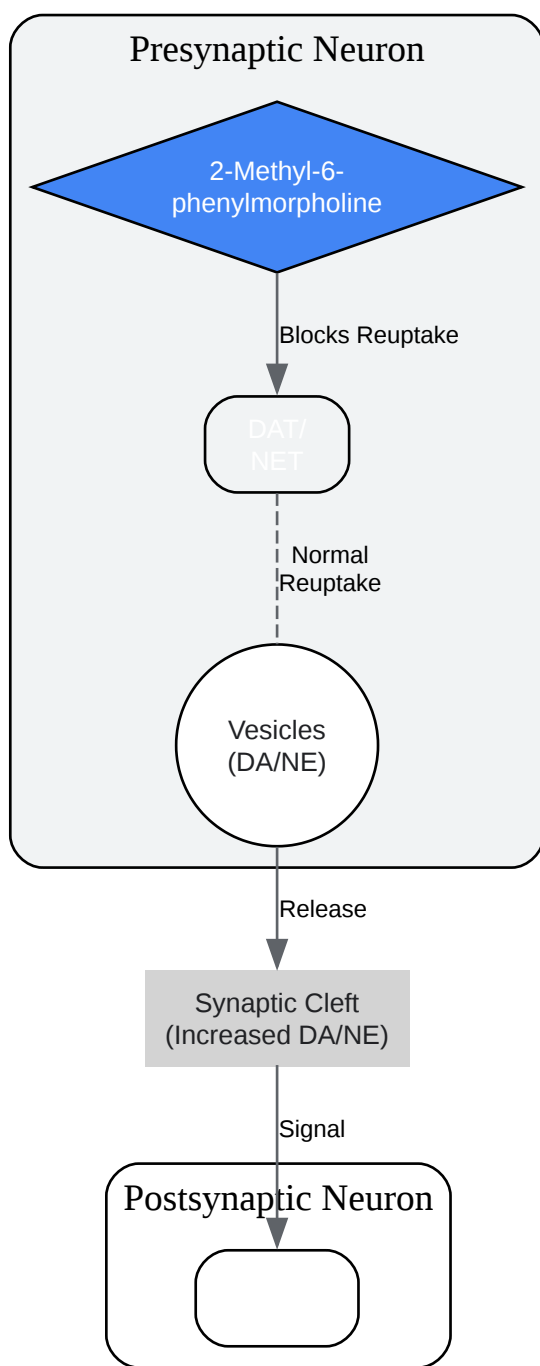 Presynaptic Neuron
2-Methyl-6-
phenylmorpholine
Blocks Reuptake
DAT/
NET
Normal
Reuptake
Vesicles
(DA/NE)
Release
Synaptic Cleft
(Increased DA/NE)
Signal
Postsynaptic Neuron